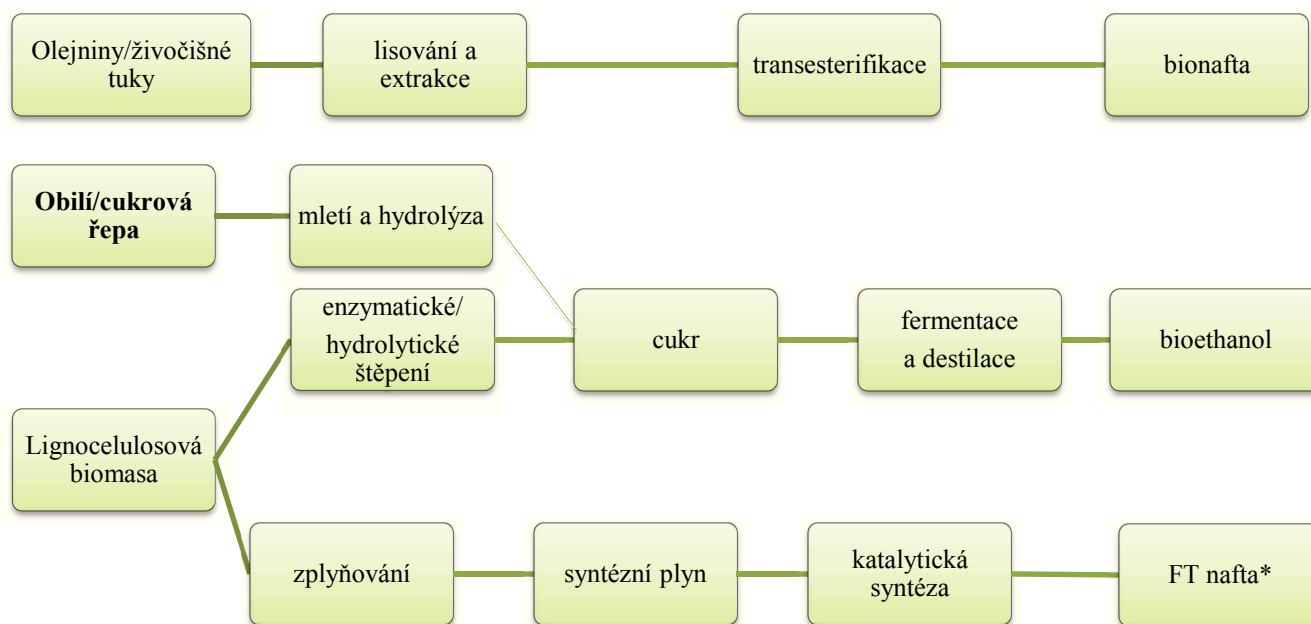 Olejniny/živočišné
tuky
lisování a
extrakce
transesterifikace
bionafta
Obilí/cukrová
řepa
mletí a hydrolýza
enzymatické/
hydrolytické
štěpení
cukr
fermentace
a destilace
bioethanol
Lignocelulosová
biomasa
zplyňování
syntézní plyn
katalytická
syntéza
FT nafta*